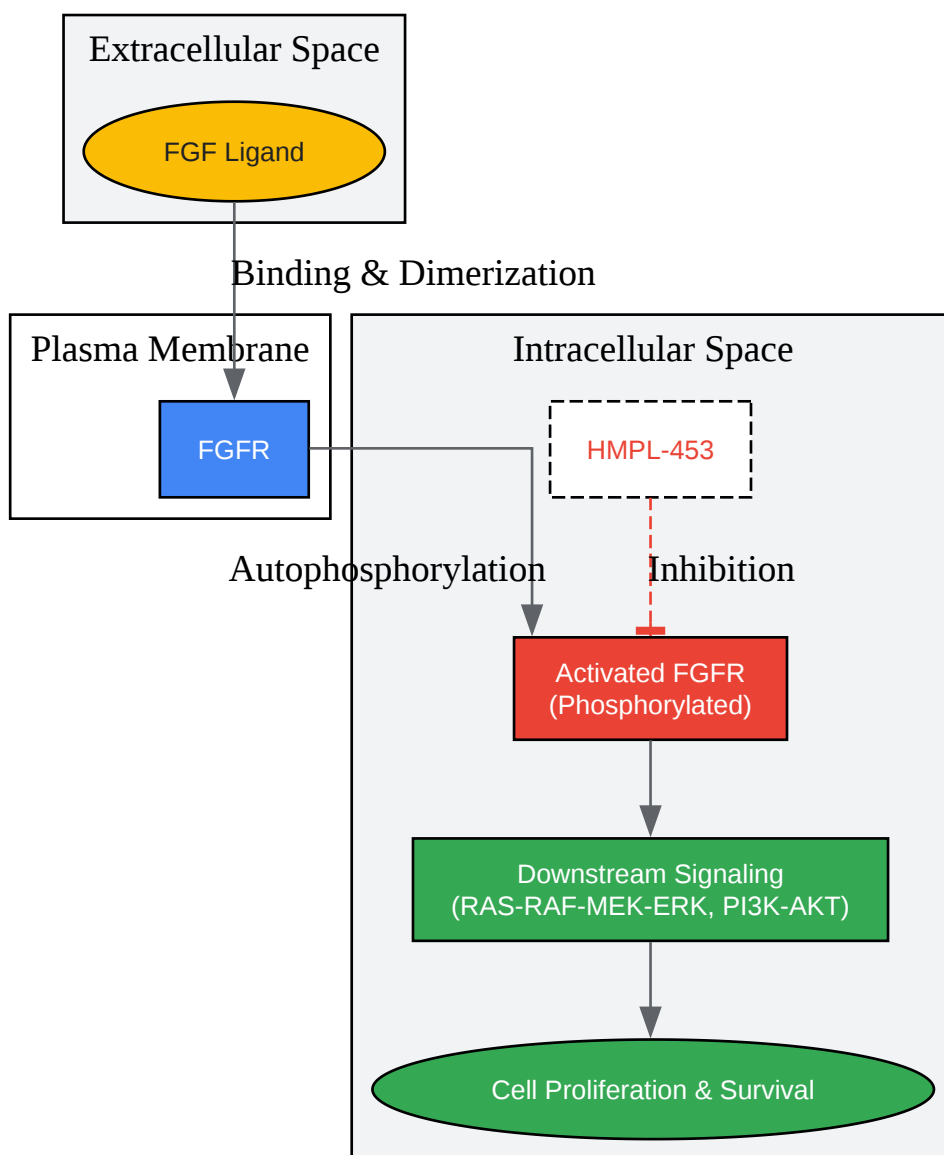 Extracellular Space
FGF Ligand
Binding & Dimerization
Plasma Membrane
FGFR
Intracellular Space
HMPL-453
Autophosphorylation
Inhibition
Activated FGFR
(Phosphorylated)
Downstream Signaling
(RAS-RAF-MEK-ERK, PI3K-AKT)
Cell Proliferation & Survival